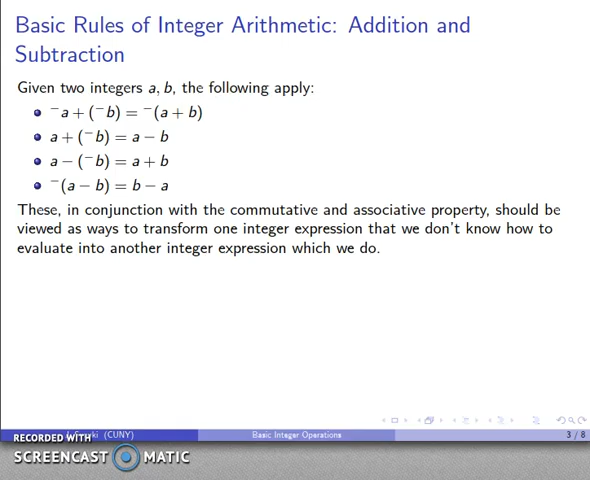 Basic Rules of Integer Arithmetic: Addition and
Subtraction
Given two integers a, b, the following apply:
⁻a + (⁻b) = ⁻(a + b)
a + (⁻b) = a − b
a − (⁻b) = a + b
⁻(a − b) = b − a
These, in conjunction with the commutative and associative property, should be
viewed as ways to transform one integer expression that we don't know how to
evaluate into another integer expression which we do.
(CUNY) Basic Integer Operations 3 / 8
RECORDED WITH
SCREENCAST MATIC